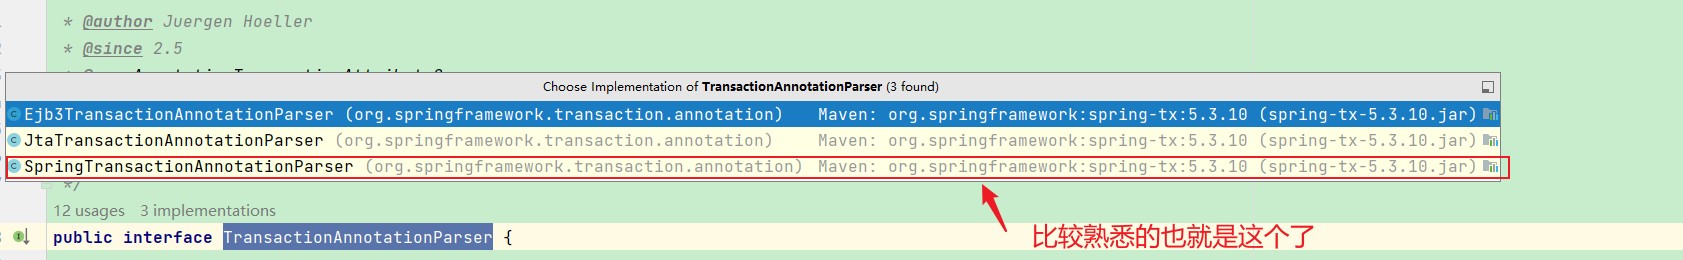 * @author Juergen Hoeller
* @since 2.5
Choose Implementation of TransactionAnnotationParser (3 found)
Ejb3TransactionAnnotationParser (org.springframework.transaction.annotation) Maven: org.springframework:spring-tx:5.3.10 (spring-tx-5.3.10.jar)
JtaTransactionAnnotationParser (org.springframework.transaction.annotation) Maven: org.springframework:spring-tx:5.3.10 (spring-tx-5.3.10.jar)
SpringTransactionAnnotationParser (org.springframework.transaction.annotation) Maven: org.springframework:spring-tx:5.3.10 (spring-tx-5.3.10.jar)
*/
12 usages 3 implementations
public interface TransactionAnnotationParser {
比较熟悉的也就是这个了